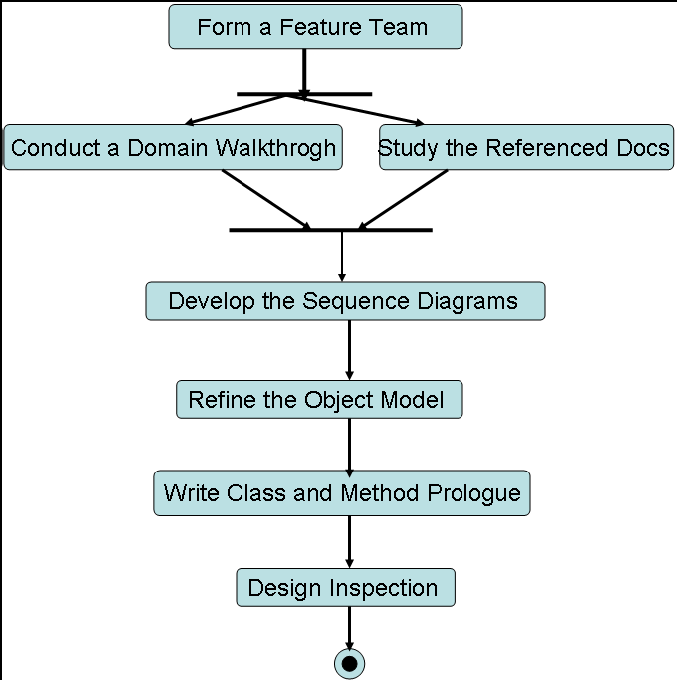 Form a Feature Team
Conduct a Domain Walkthrogh
Study the Referenced Docs
Develop the Sequence Diagrams
Refine the Object Model
Write Class and Method Prologue
Design Inspection